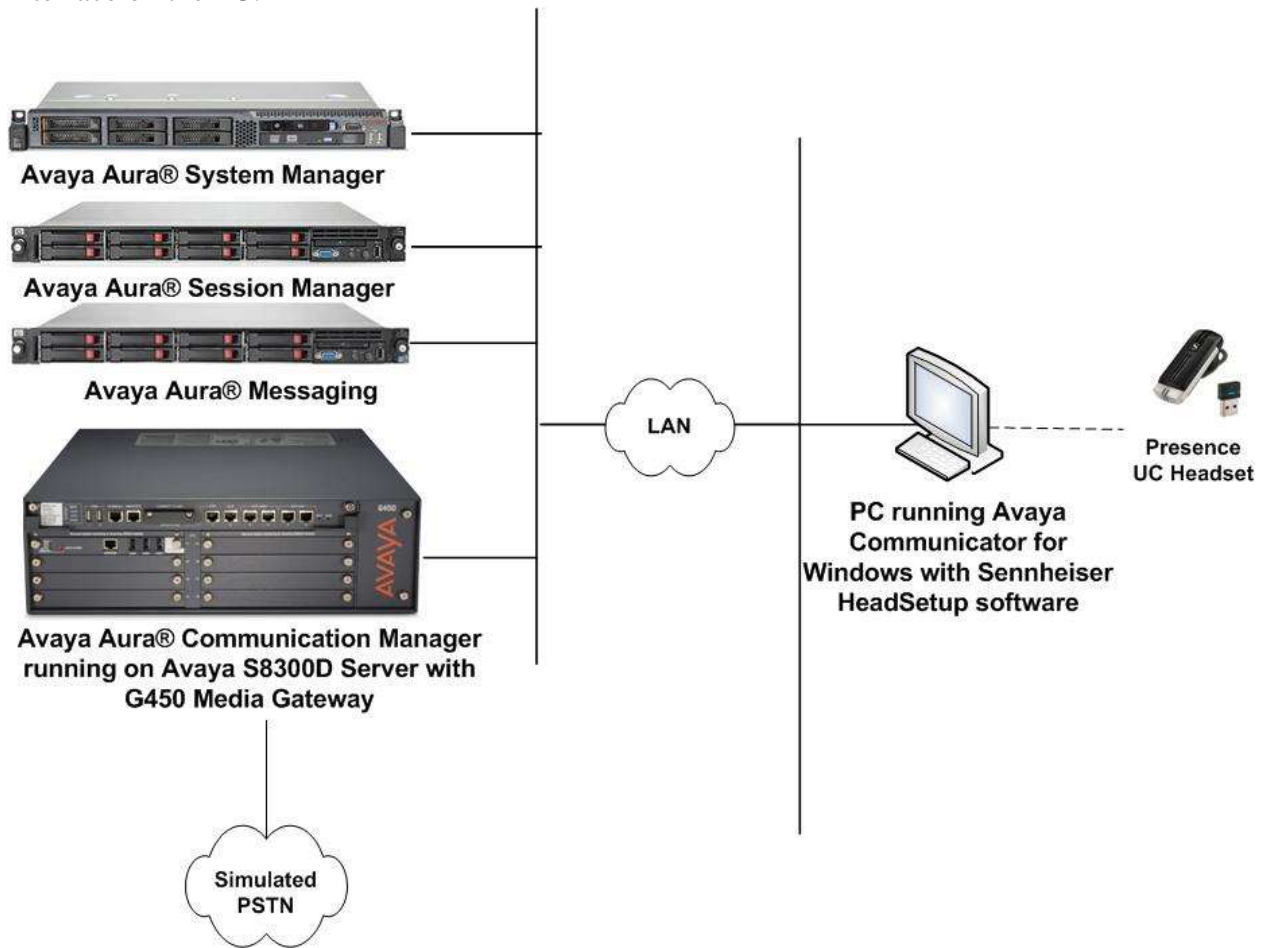 Avaya Aura® System Manager
Avaya Aura® Session Manager
Avaya Aura® Messaging
G450
AVAYA
Avaya Aura® Communication Manager
running on Avaya S8300D Server with
G450 Media Gateway
Simulated
PSTN
LAN
PC running Avaya
Communicator for
Windows with Sennheiser
HeadSetup software
Presence
UC Headset